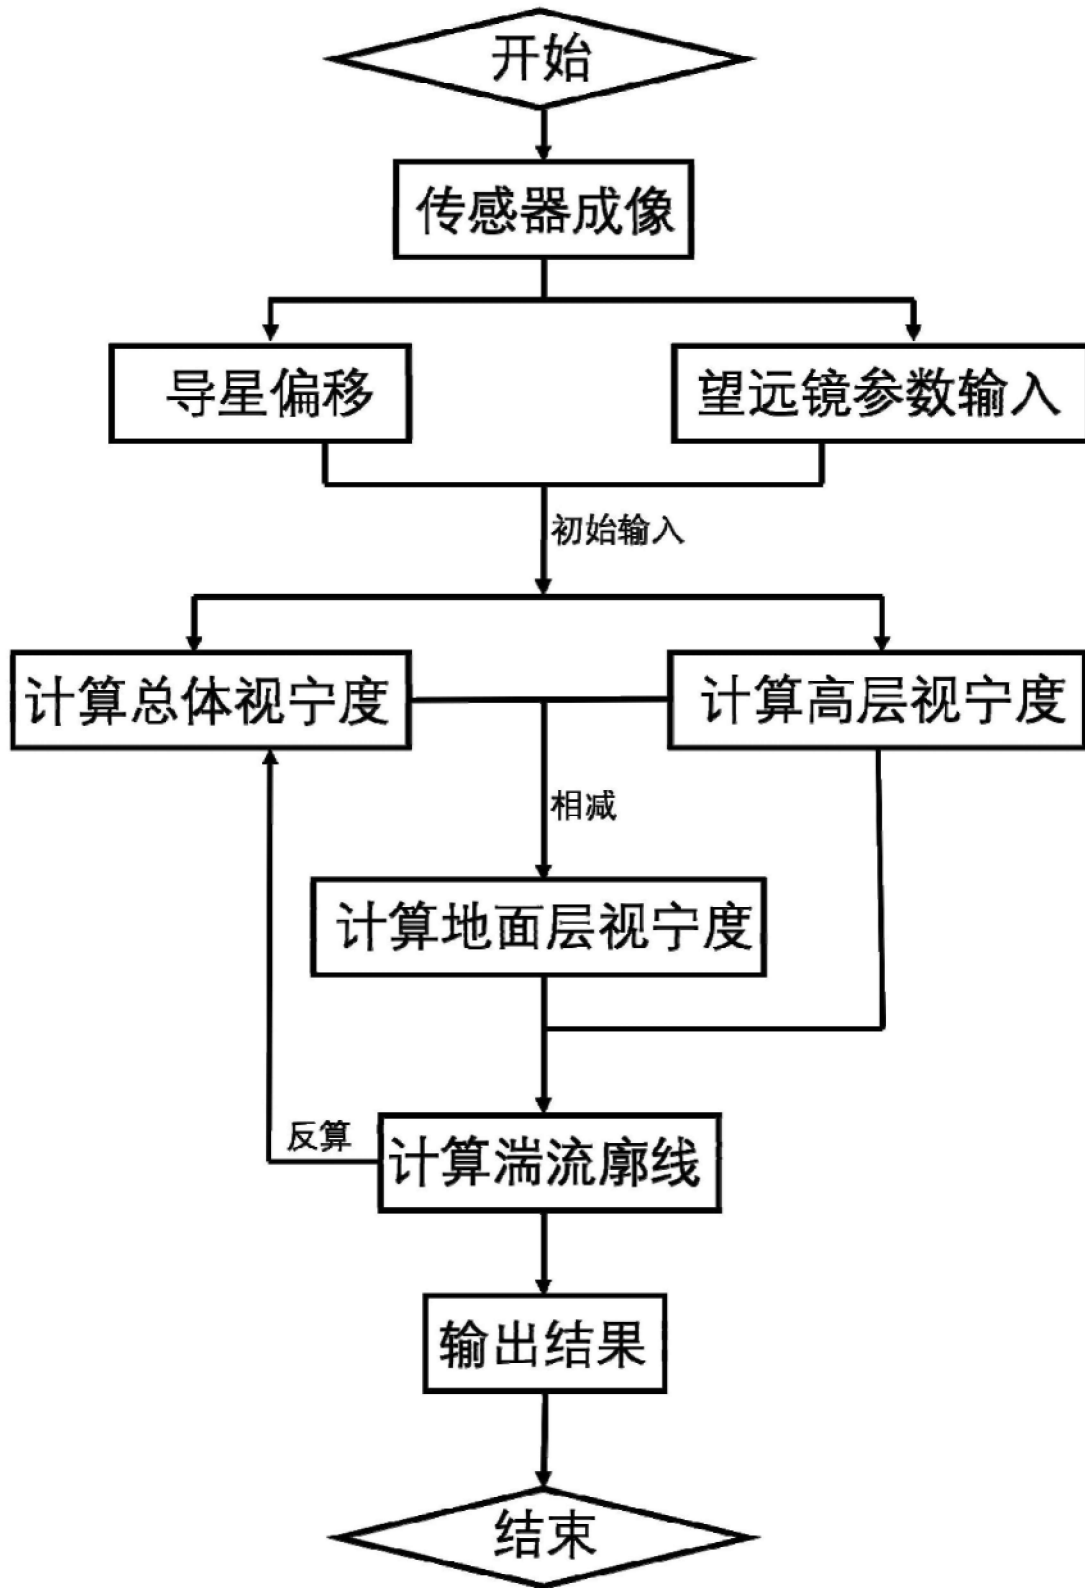 开始
传感器成像
导星偏移
望远镜参数输入
初始输入
计算总体视宁度
计算高层视宁度
相减
计算地面层视宁度
反算
计算湍流廓线
输出结果
结束